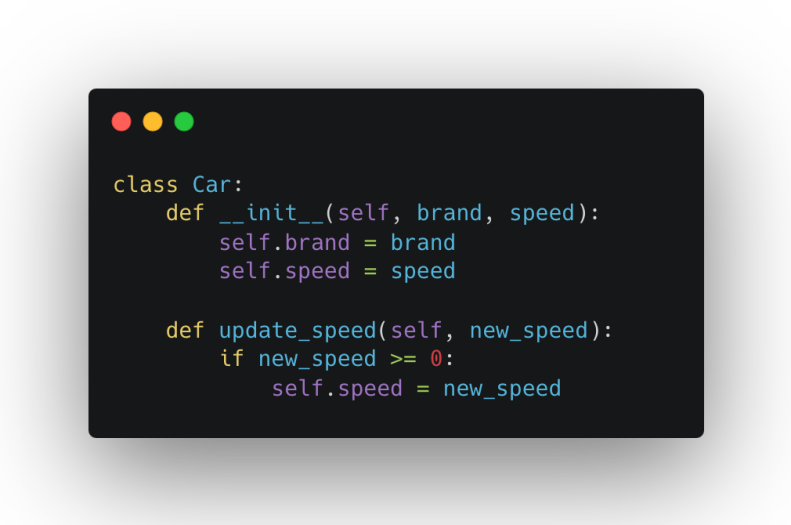 class Car:
    def __init__(self, brand, speed):
        self.brand = brand
        self.speed = speed

    def update_speed(self, new_speed):
        if new_speed >= 0:
            self.speed = new_speed